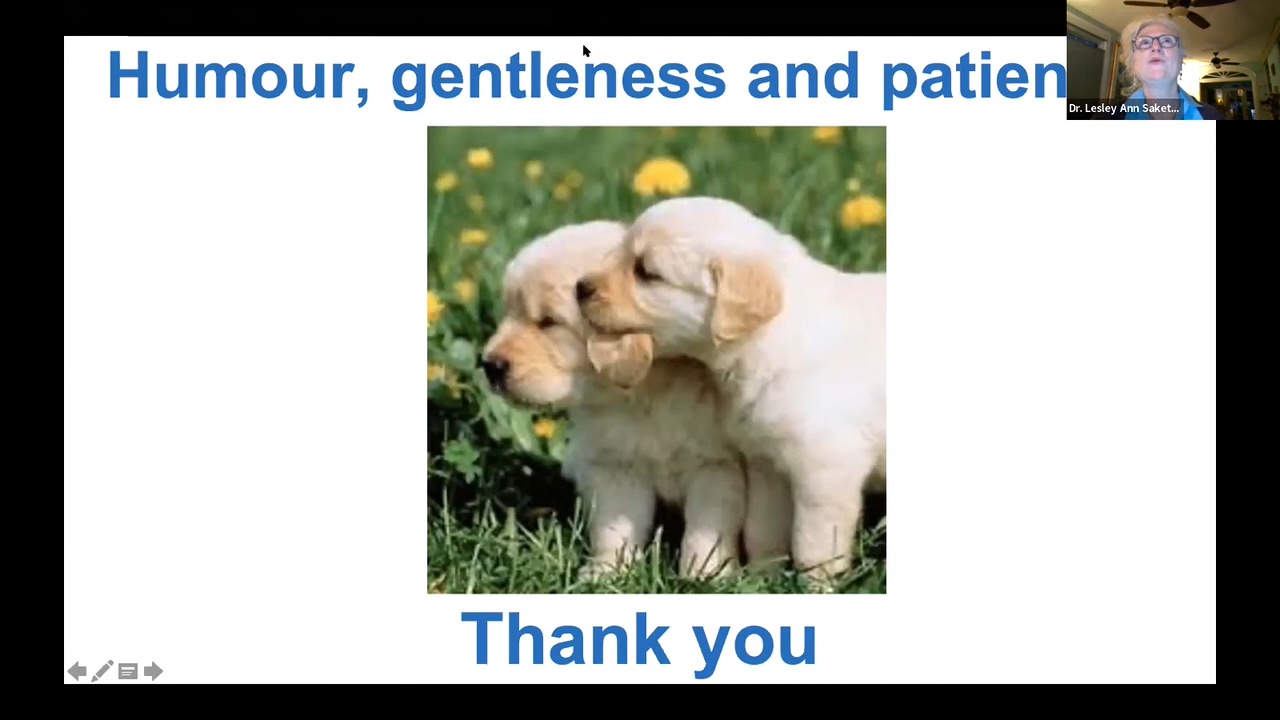 Humour, gentleness and patien
Dr. Lesley Ann Saket...
Thank you